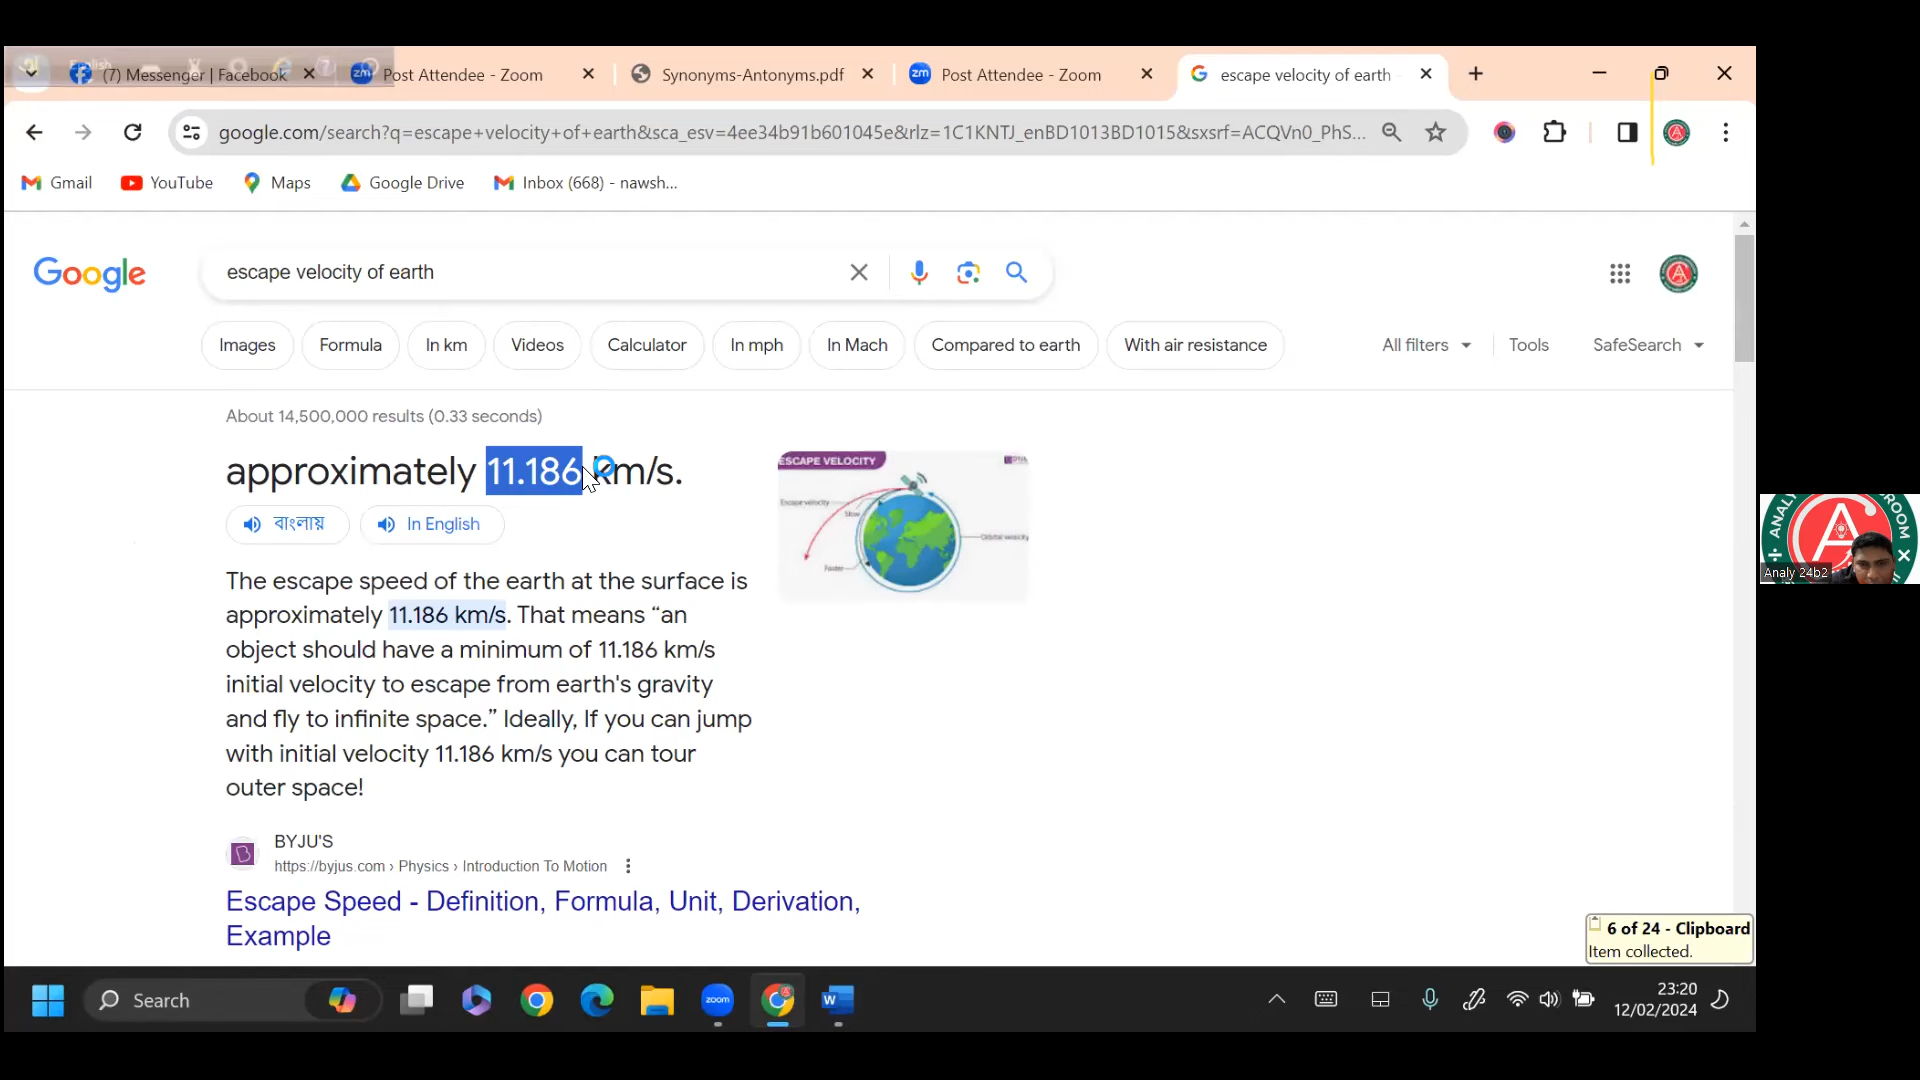 (7) Messenger | Facebook
Post Attendee - Zoom
Synonyms-Antonyms.pdf
Post Attendee - Zoom
escape velocity of earth
google.com/search?q=escape+velocity+of+earth&sca_esv=4ee34b91b601045e&rlz=1C1KNTJ_enBD1013BD1015&sxsrf=ACQVn0_PhS...
Gmail
YouTube
Maps
Google Drive
Inbox (668) - nawsh...
Google
escape velocity of earth
Images
Formula
In km
Videos
Calculator
In mph
In Mach
Compared to earth
With air resistance
All filters
Tools
SafeSearch
About 14,500,000 results (0.33 seconds)
approximately 11.186 km/s.
বাংলায়
In English
ESCAPE VELOCITY
Escape velocity
Slow
Orbital velocity
Faster
The escape speed of the earth at the surface is
approximately 11.186 km/s. That means “an
object should have a minimum of 11.186 km/s
initial velocity to escape from earth's gravity
and fly to infinite space.” Ideally, If you can jump
with initial velocity 11.186 km/s you can tour
outer space!
BYJU'S
https://byjus.com › Physics › Introduction To Motion
Escape Speed - Definition, Formula, Unit, Derivation,
Example
Analy 24b2
6 of 24 - Clipboard
Item collected.
Search
zoom
23:20
12/02/2024